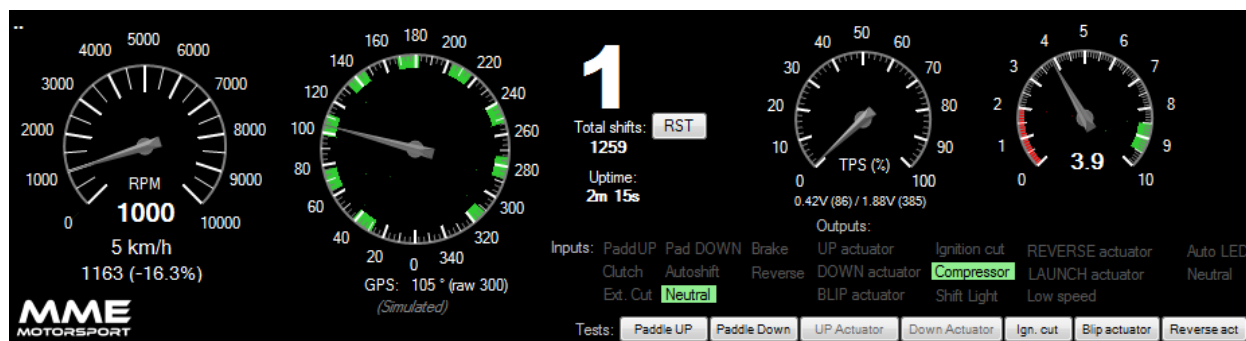 --
0 1000 2000 3000 4000 5000 6000 7000 8000 9000 10000
RPM
1000
5 km/h
1163 (-16.3%)
MME
MOTORSPORT
0 20 40 60 80 100 120 140 160 180 200 220 240 260 280 300 320 340
GPS: 105 ° (raw 300)
(Simulated)
1
Total shifts: RST
1259
Uptime:
2m 15s
0 10 20 30 40 50 60 70 80 90 100
TPS (%)
0.42V (86) / 1.88V (385)
0 1 2 3 4 5 6 7 8 9 10
3.9
Outputs:
Inputs: PaddUP Pad DOWN Brake UP actuator Ignition cut REVERSE actuator Auto LED
Clutch Autoshift Reverse DOWN actuator Compressor LAUNCH actuator Neutral
Ext. Cut Neutral BLIP actuator Shift Light Low speed
Tests: Paddle UP Paddle Down UP Actuator Down Actuator Ign. cut Blip actuator Reverse act